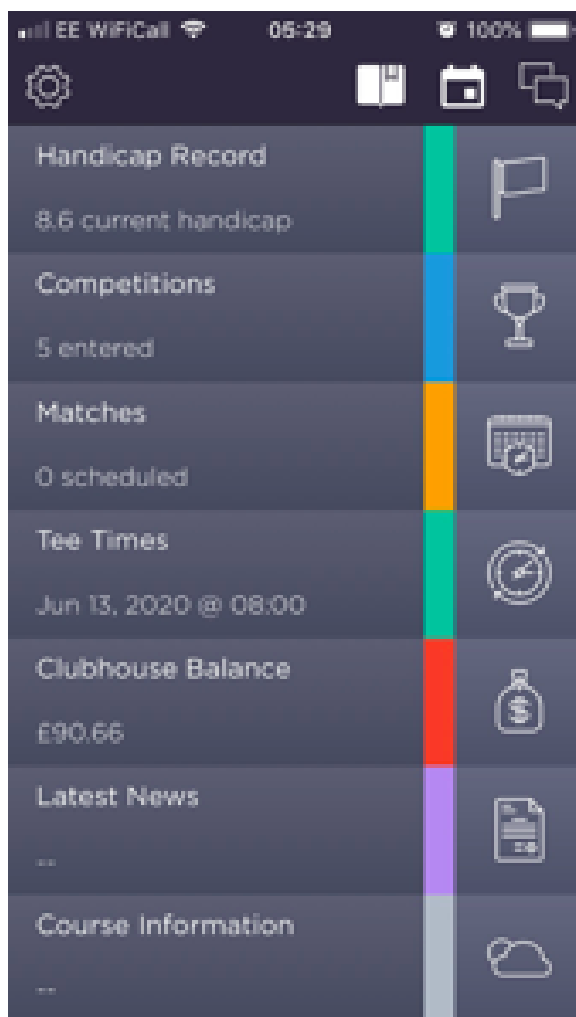 EE WiFiCall 05:29 100%
Handicap Record
8.6 current handicap
Competitions
5 entered
Matches
0 scheduled
Tee Times
Jun 13, 2020 @ 08:00
Clubhouse Balance
£90.66
$
Latest News
--
Course Information
--